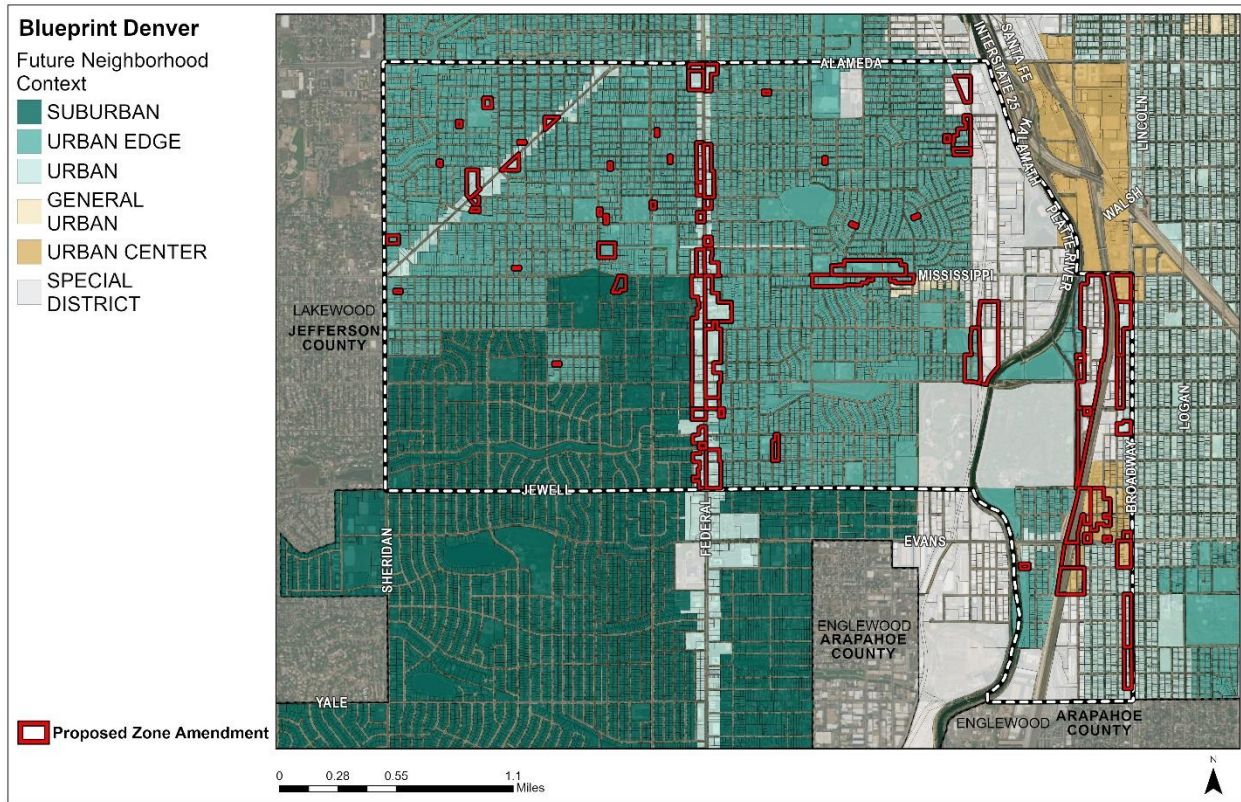 Blueprint Denver
Future Neighborhood
Context
SUBURBAN
URBAN EDGE
URBAN
GENERAL
URBAN
URBAN CENTER
SPECIAL
DISTRICT
Proposed Zone Amendment
ALAMEDA
INTERSTATE 25
SANTA FE
KALAMATH
LINCOLN
WALSH
PLATTE RIVER
MISSISSIPPI
LAKEWOOD
JEFFERSON
COUNTY
LOGAN
BROADWAY
JEWELL
FEDERAL
SHERIDAN
EVANS
ENGLEWOOD
ARAPAHOE
COUNTY
YALE
ENGLEWOOD
ARAPAHOE
COUNTY
0 0.28 0.55 1.1
Miles
N